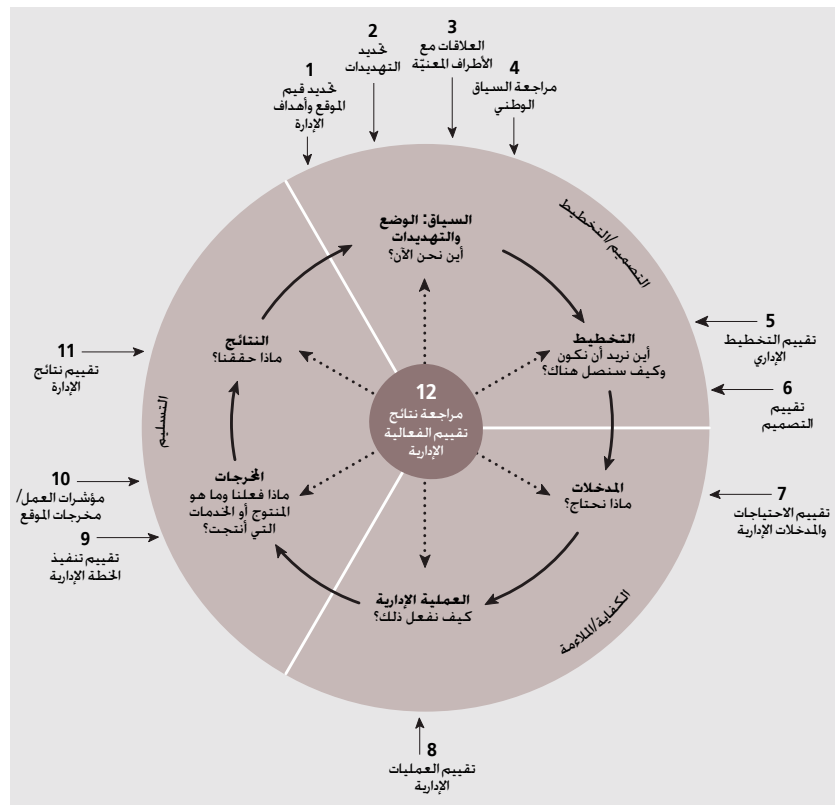 1
تحديد قيم
الموقع وأهداف
الإدارة
2
تحديد
التهديدات
3
العلاقات مع
الأطراف المعنيّة
4
مراجعة السياق
الوطني
التصميم/التخطيط
السياق: الوضع
والتهديدات
أين نحن الآن؟
التخطيط
أين نريد أن نكون
وكيف سنصل هناك؟
5
تقييم التخطيط
الإداري
6
تقييم
التصميم
7
تقييم الاحتياجات
والمدخلات الإدارية
المدخلات
ماذا نحتاج؟
الكفاية/الملاءمة
العملية الإدارية
كيف نفعل ذلك؟
8
تقييم العمليات
الإدارية
المخرجات
ماذا فعلنا وما هو
المنتوج أو الخدمات
التي أنتجت؟
9
تقييم تنفيذ
الخطة الإدارية
10
مؤشرات العمل/
مخرجات الموقع
التسليم
النتائج
ماذا حققنا؟
11
تقييم نتائج
الإدارة
12
مراجعة نتائج
تقييم الفعالية
الإدارية